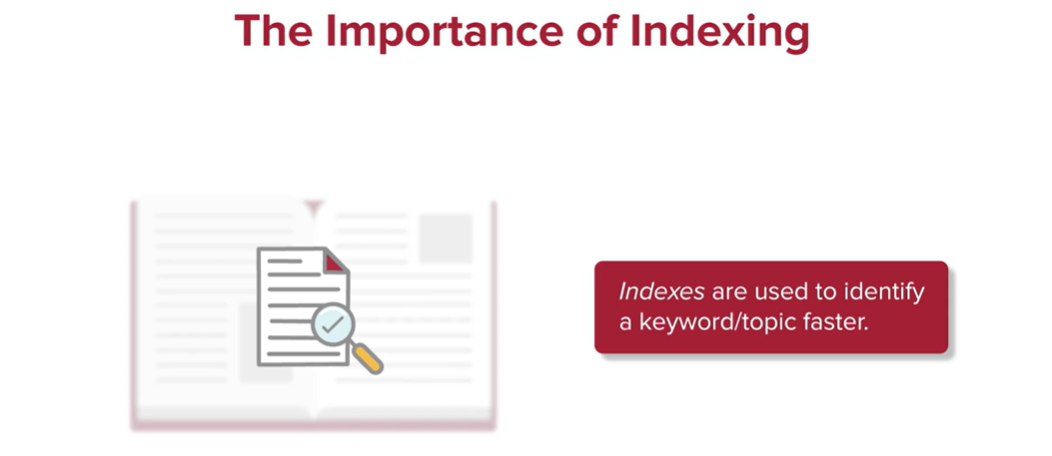 The Importance of Indexing
Indexes are used to identify
a keyword/topic faster.